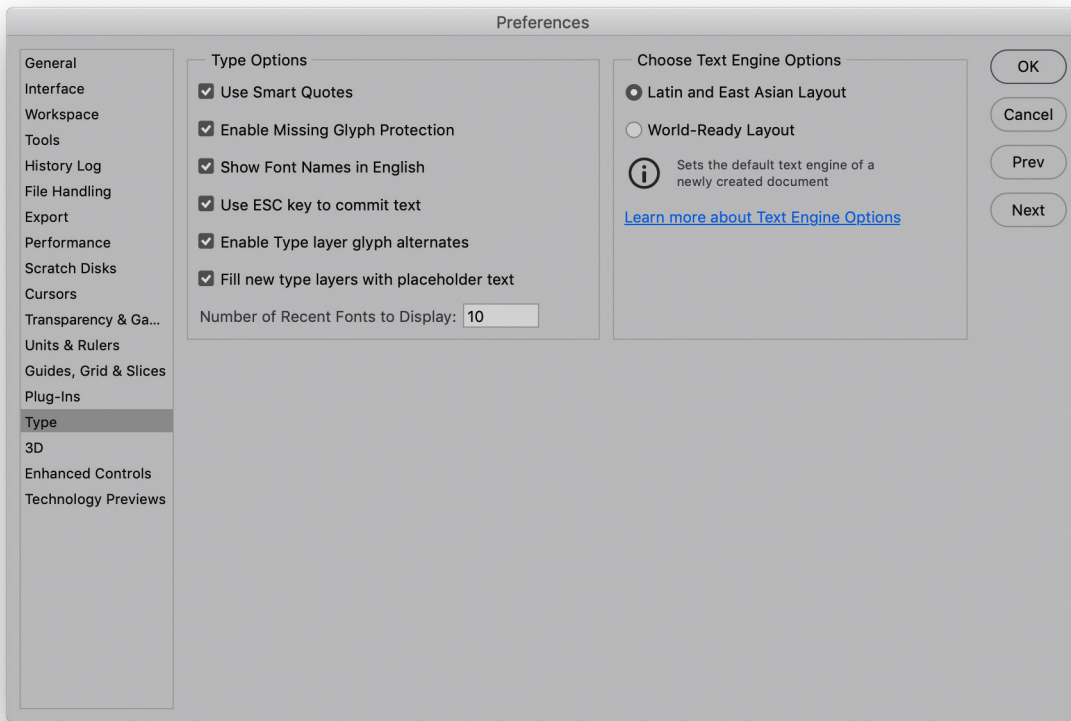 Preferences
General
Interface
Workspace
Tools
History Log
File Handling
Export
Performance
Scratch Disks
Cursors
Transparency & Ga...
Units & Rulers
Guides, Grid & Slices
Plug-Ins
Type
3D
Enhanced Controls
Technology Previews
Type Options
Use Smart Quotes
Enable Missing Glyph Protection
Show Font Names in English
Use ESC key to commit text
Enable Type layer glyph alternates
Fill new type layers with placeholder text
Number of Recent Fonts to Display: 10
Choose Text Engine Options
Latin and East Asian Layout
World-Ready Layout
Sets the default text engine of a
newly created document
Learn more about Text Engine Options
OK
Cancel
Prev
Next